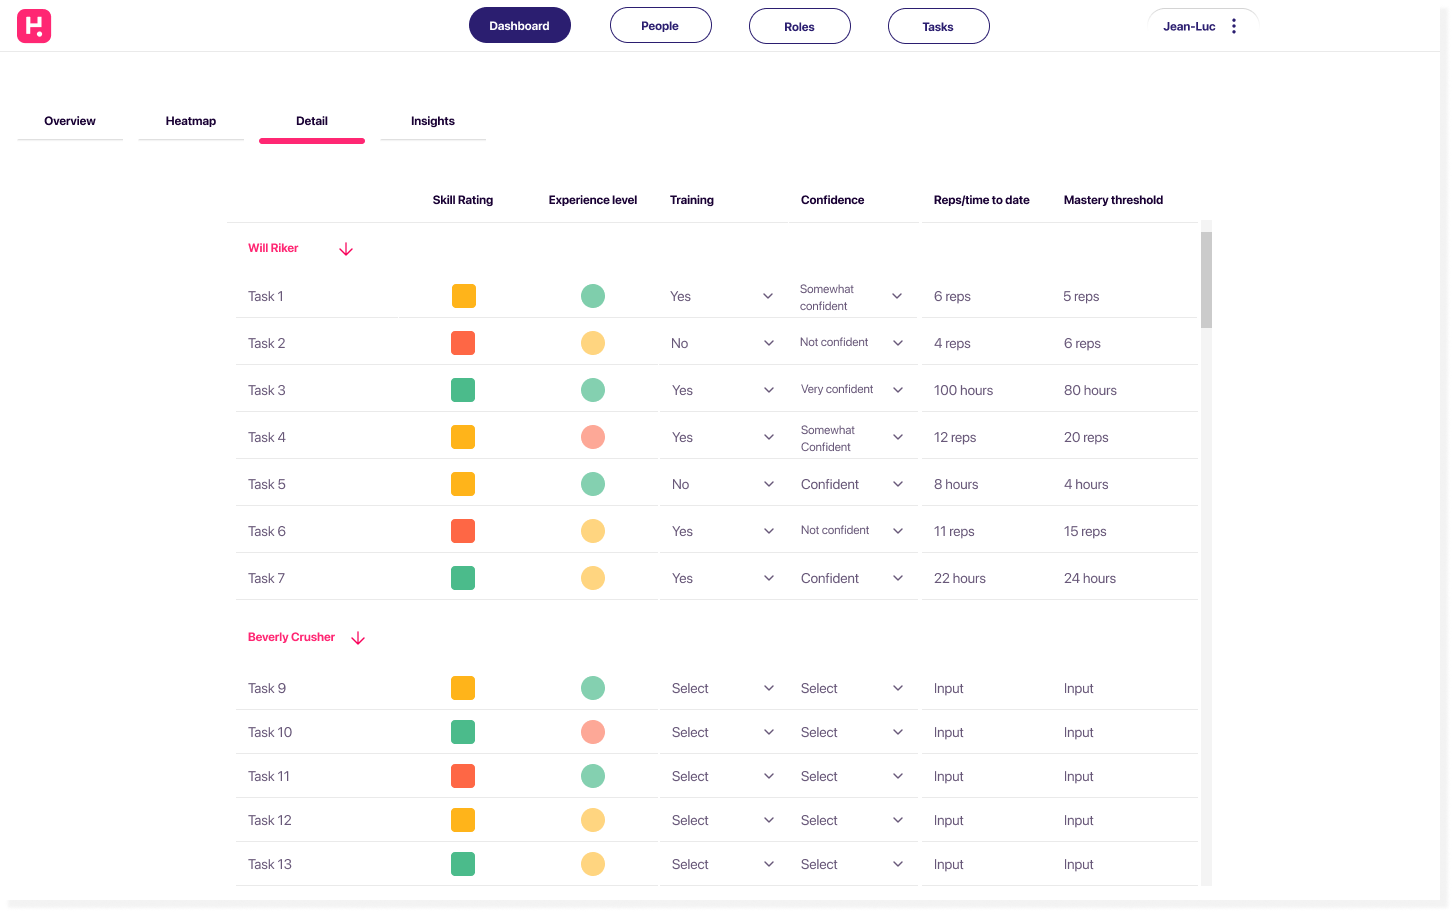 H.
Dashboard
People
Roles
Tasks
Jean-Luc
Overview
Heatmap
Detail
Insights
Skill Rating
Experience level
Training
Confidence
Reps/time to date
Mastery threshold
Will Riker
Task 1
Yes
Somewhat
confident
6 reps
5 reps
Task 2
No
Not confident
4 reps
6 reps
Task 3
Yes
Very confident
100 hours
80 hours
Task 4
Yes
Somewhat
Confident
12 reps
20 reps
Task 5
No
Confident
8 hours
4 hours
Task 6
Yes
Not confident
11 reps
15 reps
Task 7
Yes
Confident
22 hours
24 hours
Beverly Crusher
Task 9
Select
Select
Input
Input
Task 10
Select
Select
Input
Input
Task 11
Select
Select
Input
Input
Task 12
Select
Select
Input
Input
Task 13
Select
Select
Input
Input